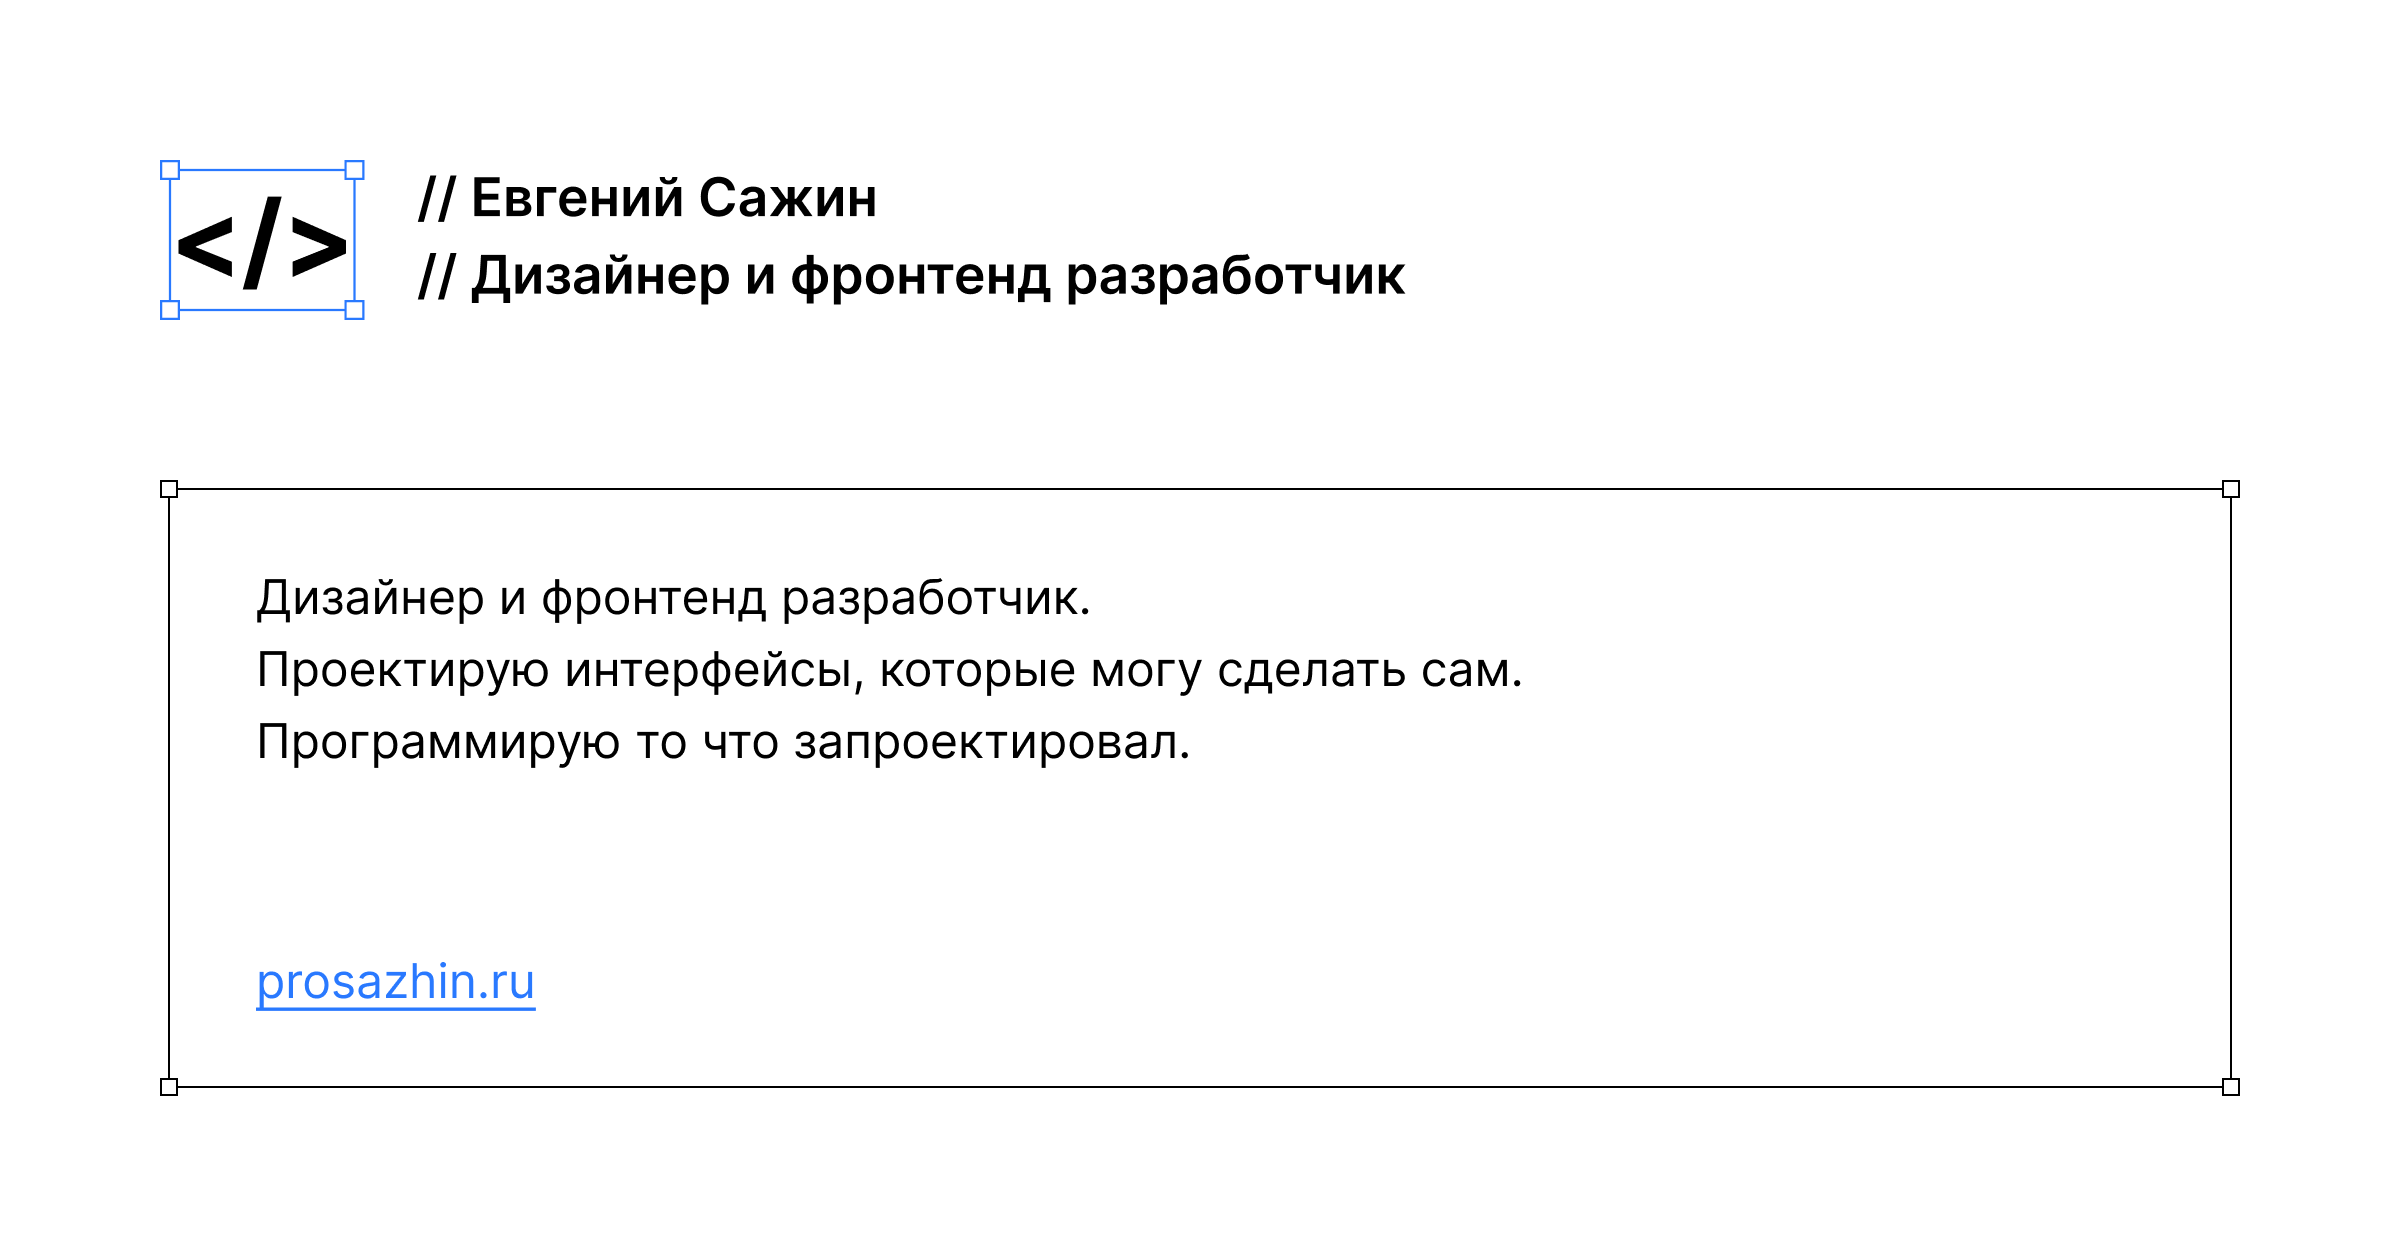 </>
// Евгений Сажин
// Дизайнер и фронтенд разработчик
Дизайнер и фронтенд разработчик.
Проектирую интерфейсы, которые могу сделать сам.
Программирую то что запроектировал.
prosazhin.ru